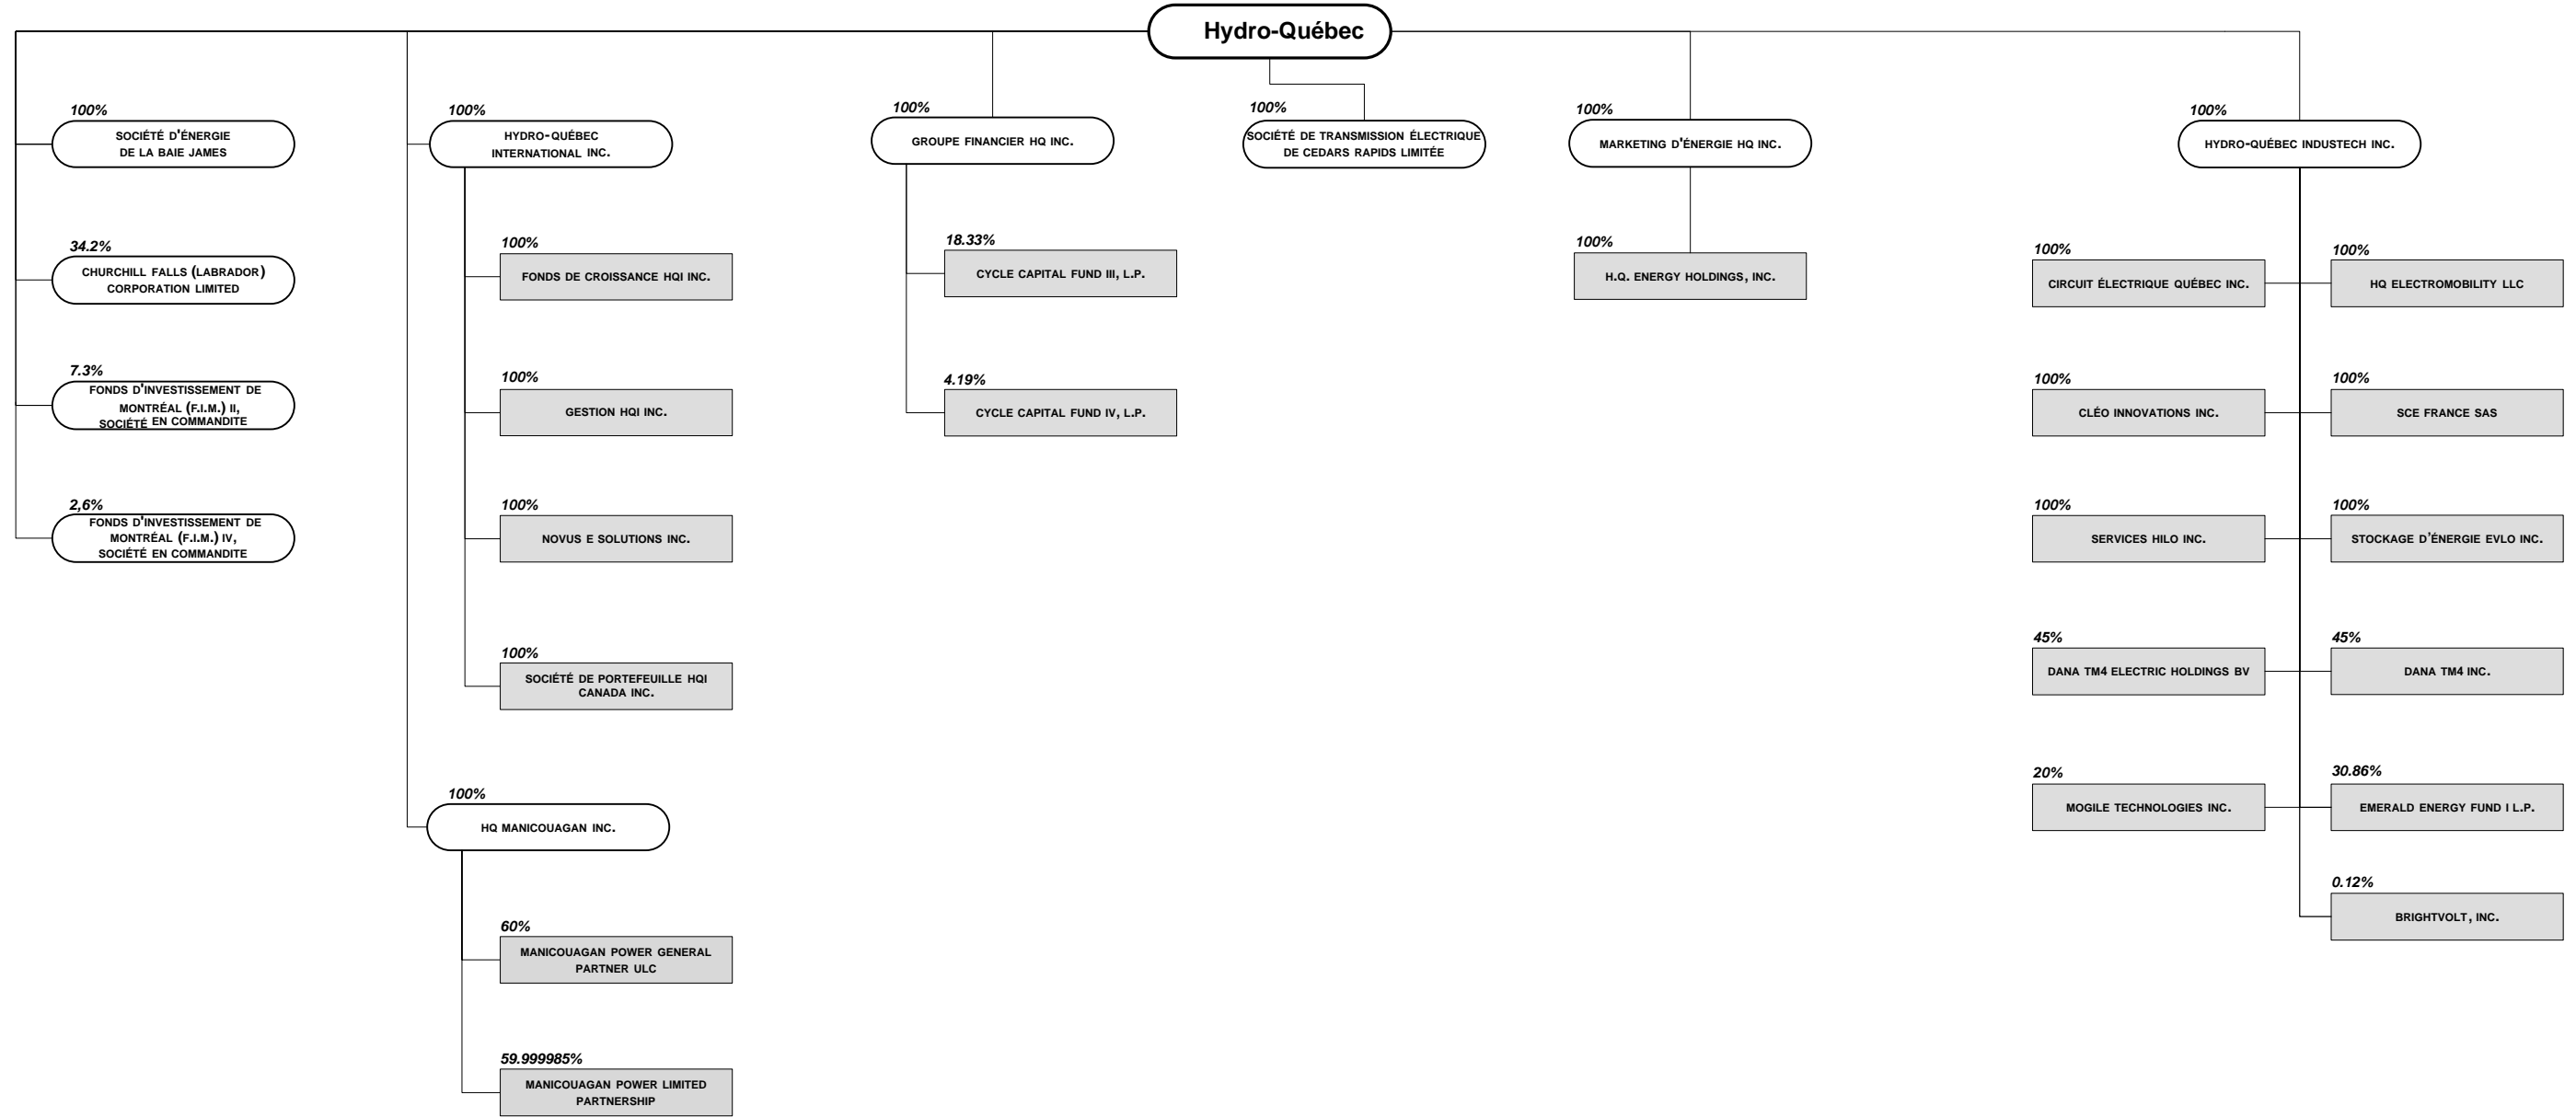 Hydro-Québec
100%
SOCIÉTÉ D'ÉNERGIE
DE LA BAIE JAMES
34.2%
CHURCHILL FALLS (LABRADOR)
CORPORATION LIMITED
7.3%
FONDS D'INVESTISSEMENT DE
MONTRÉAL (F.I.M.) II,
SOCIÉTÉ EN COMMANDITE
2,6%
FONDS D'INVESTISSEMENT DE
MONTRÉAL (F.I.M.) IV,
SOCIÉTÉ EN COMMANDITE
100%
HYDRO-QUÉBEC
INTERNATIONAL INC.
100%
FONDS DE CROISSANCE HQI INC.
100%
GESTION HQI INC.
100%
NOVUS E SOLUTIONS INC.
100%
SOCIÉTÉ DE PORTEFEUILLE HQI
CANADA INC.
100%
HQ MANICOUAGAN INC.
60%
MANICOUAGAN POWER GENERAL
PARTNER ULC
59.999985%
MANICOUAGAN POWER LIMITED
PARTNERSHIP
100%
GROUPE FINANCIER HQ INC.
18.33%
CYCLE CAPITAL FUND III, L.P.
4.19%
CYCLE CAPITAL FUND IV, L.P.
100%
SOCIÉTÉ DE TRANSMISSION ÉLECTRIQUE
DE CEDARS RAPIDS LIMITÉE
100%
MARKETING D'ÉNERGIE HQ INC.
100%
H.Q. ENERGY HOLDINGS, INC.
100%
HYDRO-QUÉBEC INDUSTECH INC.
100%
CIRCUIT ÉLECTRIQUE QUÉBEC INC.
100%
HQ ELECTROMOBILITY LLC
100%
CLÉO INNOVATIONS INC.
100%
SCE FRANCE SAS
100%
SERVICES HILO INC.
100%
STOCKAGE D'ÉNERGIE EVLO INC.
45%
DANA TM4 ELECTRIC HOLDINGS BV
45%
DANA TM4 INC.
20%
MOGILE TECHNOLOGIES INC.
30.86%
EMERALD ENERGY FUND I L.P.
0.12%
BRIGHTVOLT, INC.